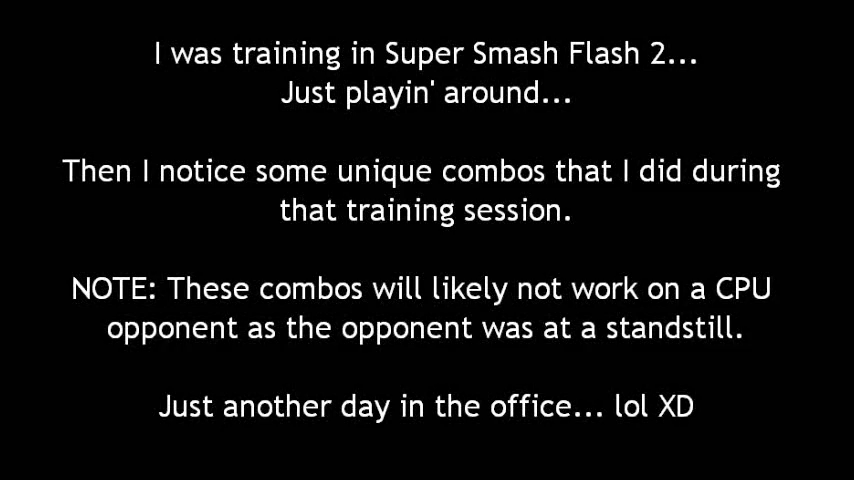 I was training in Super Smash Flash 2...
Just playin' around...
Then I notice some unique combos that I did during
that training session.
NOTE: These combos will likely not work on a CPU
opponent as the opponent was at a standstill.
Just another day in the office... lol XD